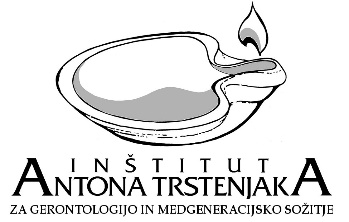 INŠTITUT
ANTONA TRSTENJAKA
ZA GERONTOLOGIJO IN MEDGENERACIJSKO SOŽITJE